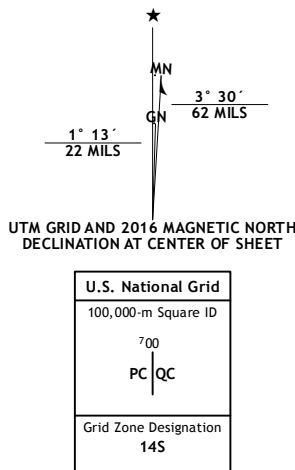 ★
MN
GN
3° 30´
62 MILS
1° 13´
22 MILS
UTM GRID AND 2016 MAGNETIC NORTH
DECLINATION AT CENTER OF SHEET
U.S. National Grid
100,000-m Square ID
⁷00
PC QC
Grid Zone Designation
14S